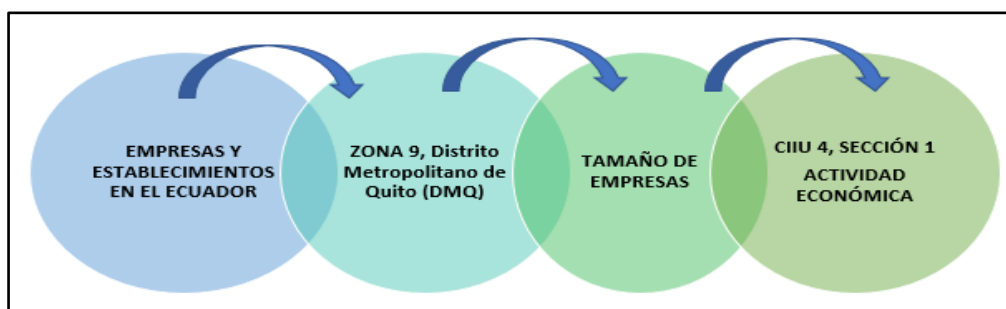 EMPRESAS Y
ESTABLECIMIENTOS
EN EL ECUADOR
ZONA 9, Distrito
Metropolitano de
Quito (DMQ)
TAMAÑO DE
EMPRESAS
CIIU 4, SECCIÓN 1
ACTIVIDAD
ECONÓMICA